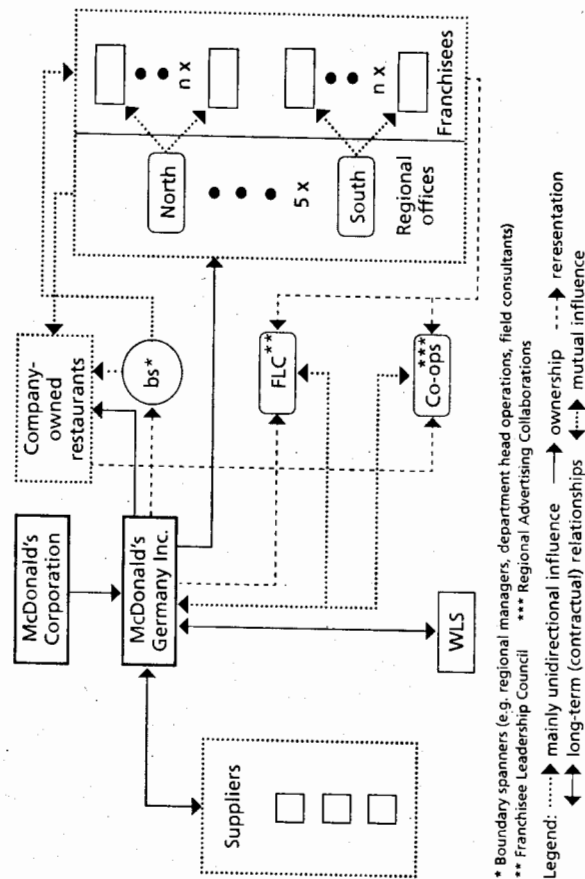 McDonald's
Corporation
McDonald's
Germany Inc.
Company-
owned
restaurants
bs*
Suppliers
WLS
FLC**
***
Co-ops
North
5 x
South
Regional
offices
n x
n x
Franchisees
* Boundary spanners (e.g. regional managers, department head operations, field consultants)
** Franchisee Leadership Council *** Regional Advertising Collaborations
Legend: mainly unidirectional influence ownership reresentation
long-term (contractual) relationships mutual influence